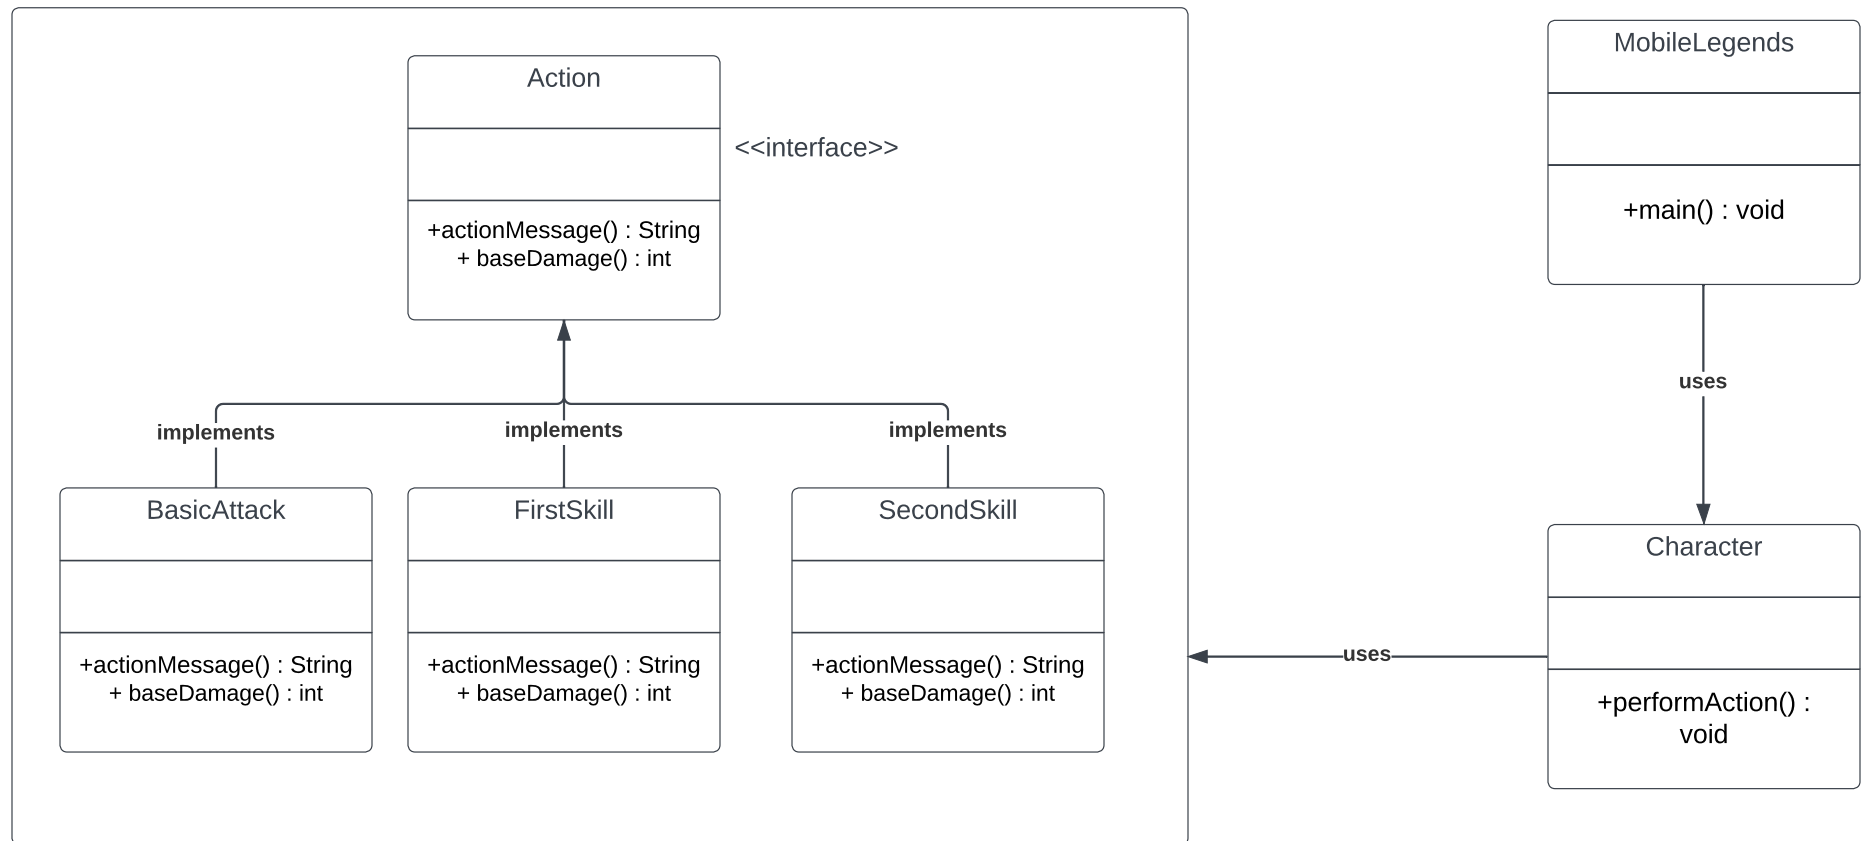 Action
<<interface>>
+actionMessage() : String
+ baseDamage() : int
implements
implements
implements
BasicAttack
+actionMessage() : String
+ baseDamage() : int
FirstSkill
+actionMessage() : String
+ baseDamage() : int
SecondSkill
+actionMessage() : String
+ baseDamage() : int
MobileLegends
+main() : void
uses
Character
+performAction() :
void
uses